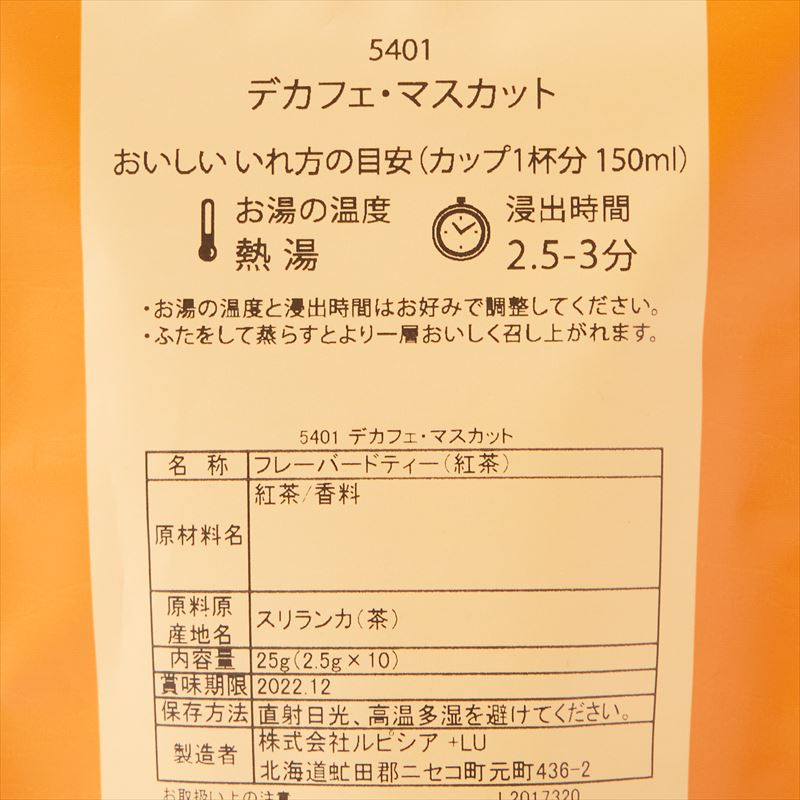 5401
デカフェ・マスカット
おいしい いれ方の目安(カップ1杯分 150ml)
お湯の温度
熱 湯
浸出時間
2.5-3分
・お湯の温度と浸出時間はお好みで調整してください。
・ふたをして蒸らすとより一層おいしく召し上がれます。
5401 デカフェ・マスカット
名 称 フレーバードティー(紅茶)
原材料名 紅茶/香料
原料原産地名 スリランカ(茶)
内容量 25g(2.5g×10)
賞味期限 2022.12
保存方法 直射日光、高温多湿を避けてください。
製造者 株式会社ルピシア +LU
北海道虻田郡ニセコ町元町436-2
お取扱い上の注意 L2017320